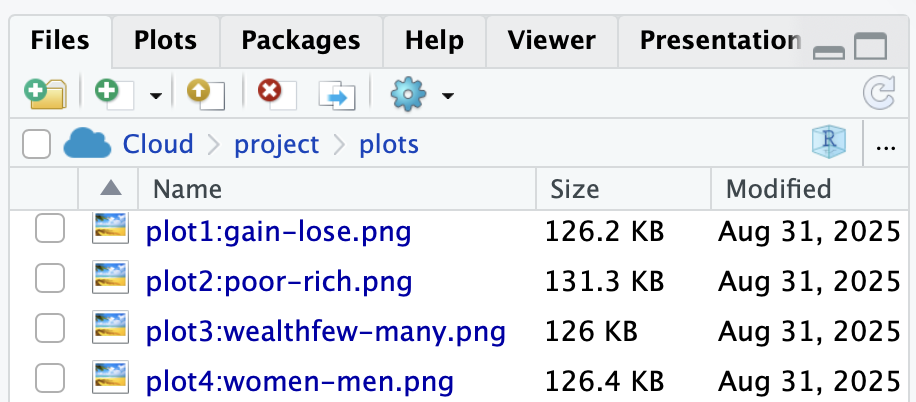 Files Plots Packages Help Viewer Presentation
Cloud project plots R ...
Name Size Modified
plot1:gain-lose.png 126.2 KB Aug 31, 2025
plot2:poor-rich.png 131.3 KB Aug 31, 2025
plot3:wealthfew-many.png 126 KB Aug 31, 2025
plot4:women-men.png 126.4 KB Aug 31, 2025